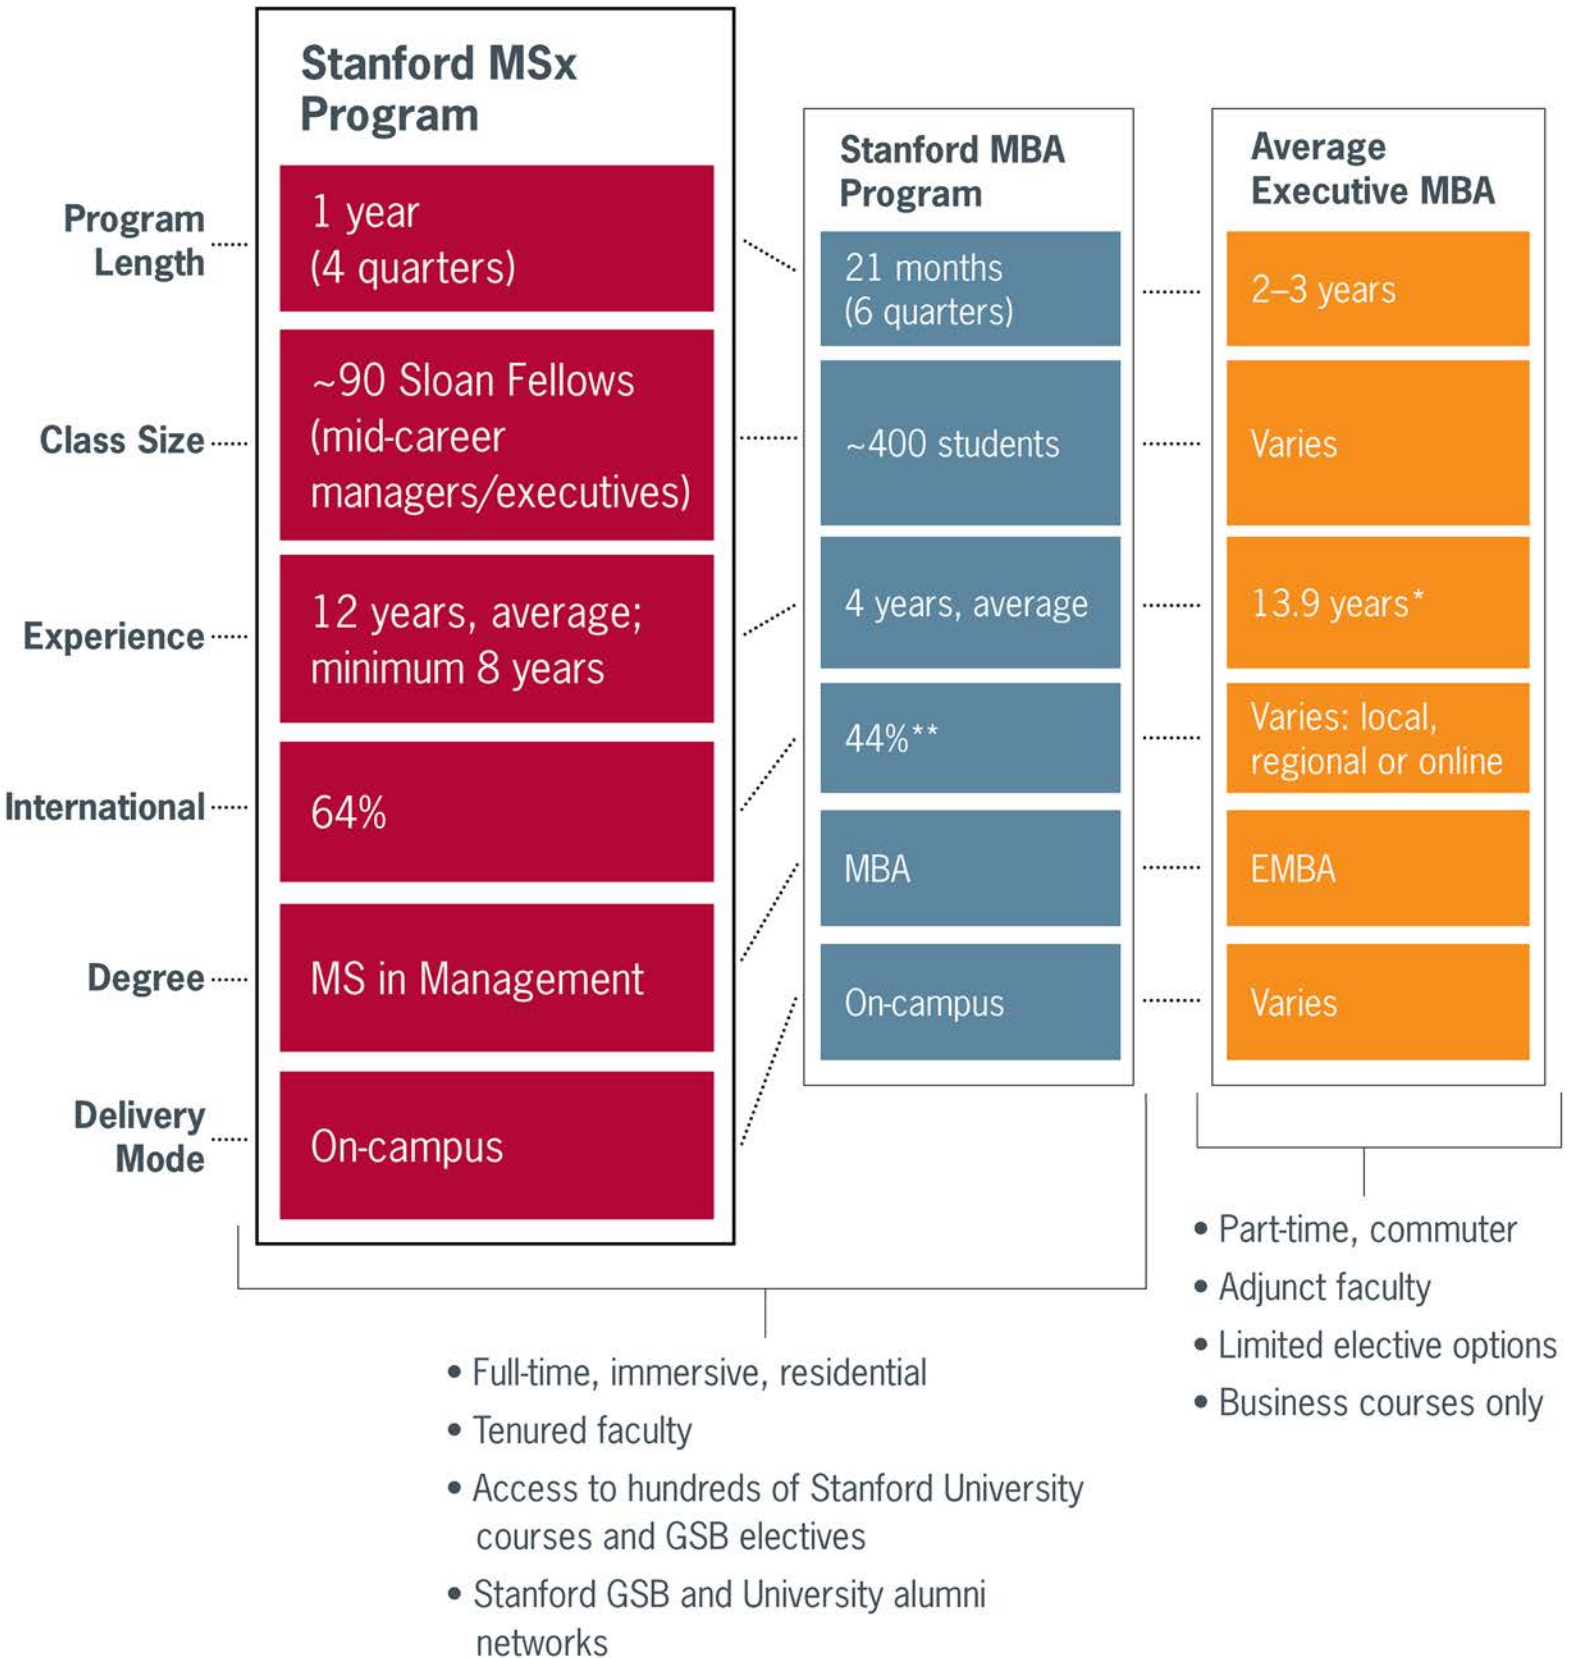 Stanford MSx
Program
Stanford MBA
Program
Average
Executive MBA
Program
Length
1 year
(4 quarters)
21 months
(6 quarters)
2–3 years
Class Size
~90 Sloan Fellows
(mid-career
managers/executives)
~400 students
Varies
Experience
12 years, average;
minimum 8 years
4 years, average
13.9 years*
International
64%
44%**
Varies: local,
regional or online
Degree
MS in Management
MBA
EMBA
Delivery
Mode
On-campus
On-campus
Varies
• Full-time, immersive, residential
• Tenured faculty
• Access to hundreds of Stanford University
courses and GSB electives
• Stanford GSB and University alumni
networks
• Part-time, commuter
• Adjunct faculty
• Limited elective options
• Business courses only